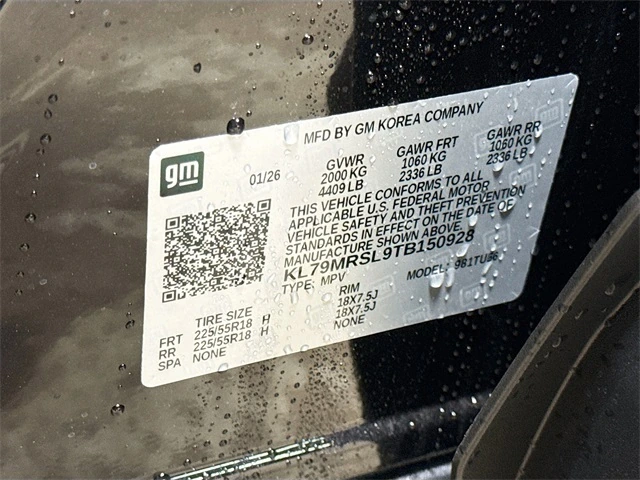 MFD BY GM KOREA COMPANY
gm
01/26
GVWR GAWR FRT GAWR RR
2000 KG 1060 KG 1060 KG
4409 LB 2336 LB 2336 LB
THIS VEHICLE CONFORMS TO ALL
APPLICABLE U.S. FEDERAL MOTOR
VEHICLE SAFETY AND THEFT PREVENTION
STANDARDS IN EFFECT ON THE DATE OF
MANUFACTURE SHOWN ABOVE.
KL79MRSL9TB150928
TYPE: MPV MODEL:
TIRE SIZE RIM
FRT 225/55R18 H 18X7.5J
RR 225/55R18 H 18X7.5J
SPA NONE NONE